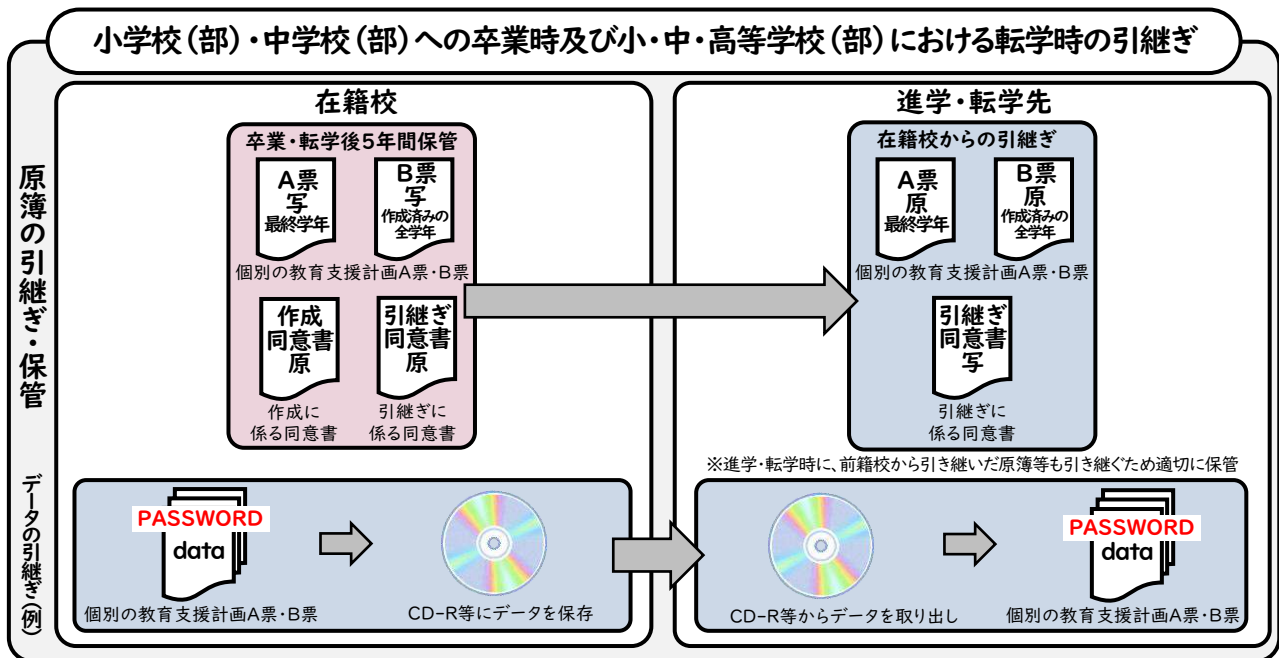 小学校(部)・中学校(部)への卒業時及び小・中・高等学校(部)における転学時の引継ぎ
原簿の引継ぎ・保管
在籍校
卒業・転学後5年間保管
A票
写
最終学年
B票
写
作成済みの
全学年
個別の教育支援計画A票・B票
作成
同意書
原
引継ぎ
同意書
原
作成に
係る同意書
引継ぎに
係る同意書
進学・転学先
在籍校からの引継ぎ
A票
原
最終学年
B票
原
作成済みの
全学年
個別の教育支援計画A票・B票
引継ぎ
同意書
写
引継ぎに
係る同意書
※進学・転学時に、前籍校から引き継いだ原簿等も引き継ぐため適切に保管
データの引継ぎ(例)
PASSWORD
data
個別の教育支援計画A票・B票
CD-R等にデータを保存
CD-R等からデータを取り出し
PASSWORD
data
個別の教育支援計画A票・B票